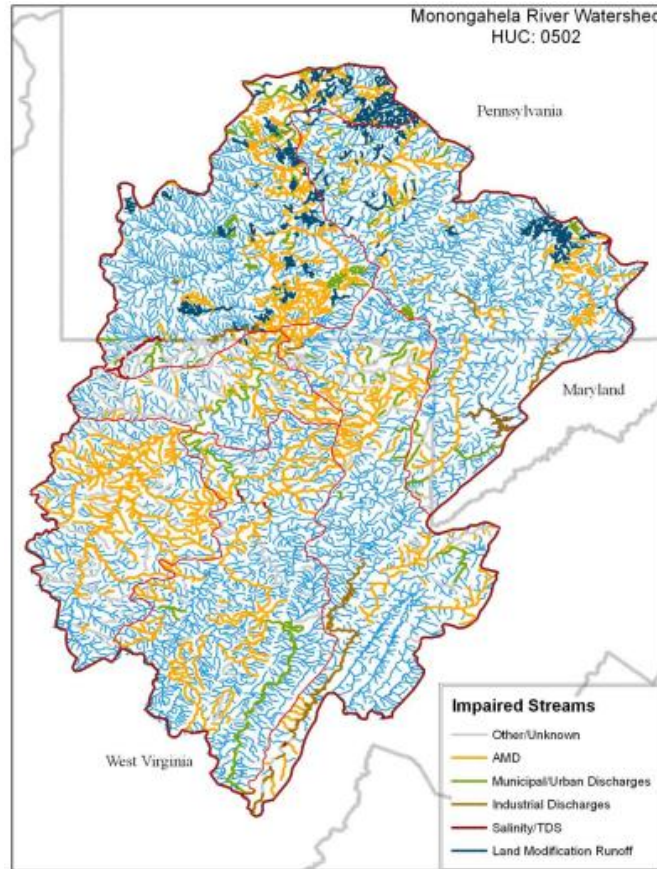 Monongahela River Watershed
HUC: 0502
Pennsylvania
Maryland
West Virginia
Impaired Streams
Other/Unknown
AMD
Municipal/Urban Discharges
Industrial Discharges
Salinity/TDS
Land Modification Runoff